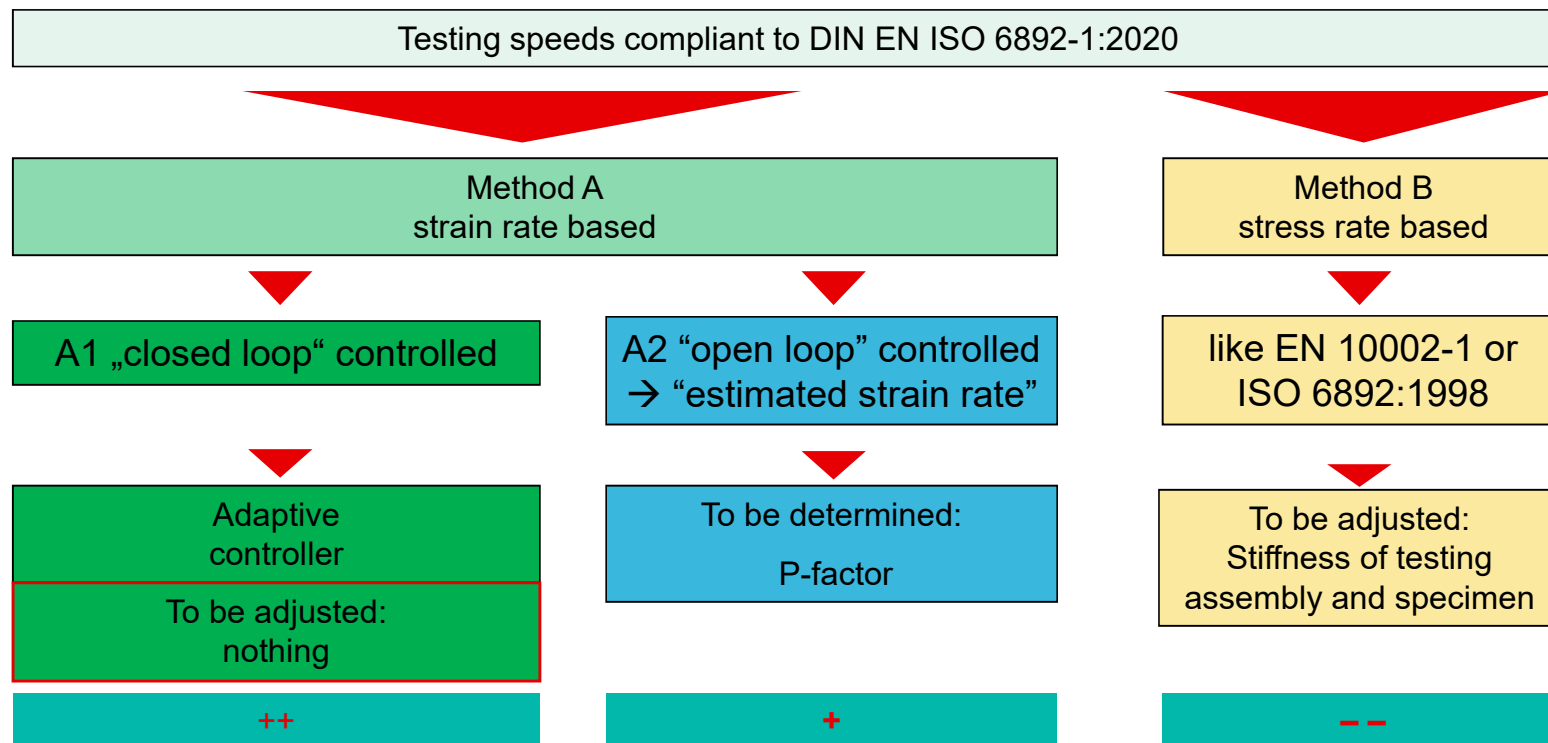 Testing speeds compliant to DIN EN ISO 6892-1:2020
Method A
strain rate based
Method B
stress rate based
A1 „closed loop“ controlled
A2 “open loop” controlled
→ “estimated strain rate”
like EN 10002-1 or
ISO 6892:1998
Adaptive
controller
To be adjusted:
nothing
To be determined:
P-factor
To be adjusted:
Stiffness of testing
assembly and specimen
++
+
– –